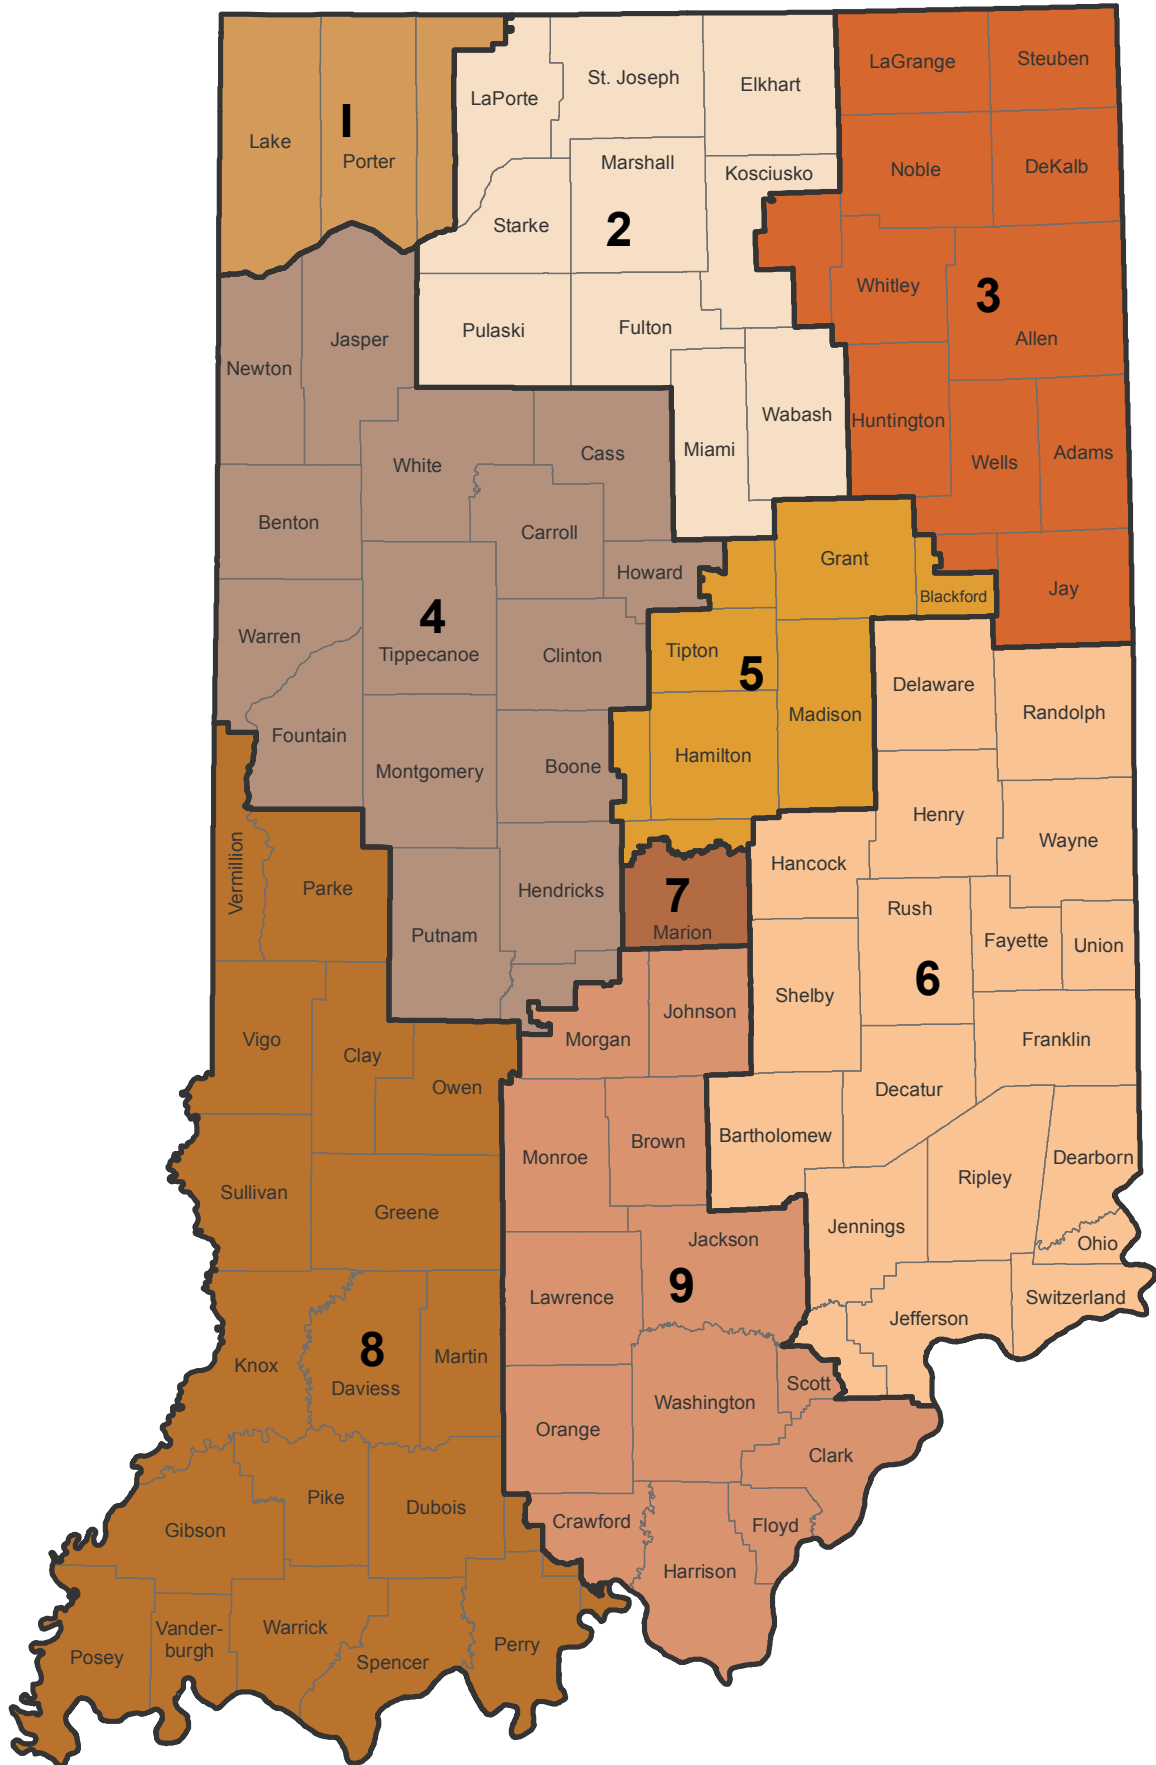 LaGrange
Steuben
LaPorte
St. Joseph
Elkhart
I
Lake
Porter
Marshall
Kosciusko
Noble
DeKalb
Starke
2
Whitley
3
Allen
Pulaski
Fulton
Newton
Jasper
Miami
Wabash
Huntington
Wells
Adams
White
Cass
Benton
Carroll
Howard
Grant
Blackford
Jay
Warren
4
Tippecanoe
Clinton
Tipton
5
Delaware
Randolph
Fountain
Montgomery
Boone
Hamilton
Madison
Henry
Wayne
Vermillion
Parke
Putnam
Hendricks
7
Marion
Hancock
Rush
Fayette
Union
6
Shelby
Franklin
Vigo
Clay
Owen
Morgan
Johnson
Decatur
Sullivan
Greene
Monroe
Brown
Bartholomew
Ripley
Dearborn
Jennings
Ohio
Jackson
9
Lawrence
Jefferson
Switzerland
Knox
8
Daviess
Martin
Orange
Washington
Scott
Clark
Gibson
Pike
Dubois
Crawford
Harrison
Floyd
Posey
Vander-
burgh
Warrick
Spencer
Perry